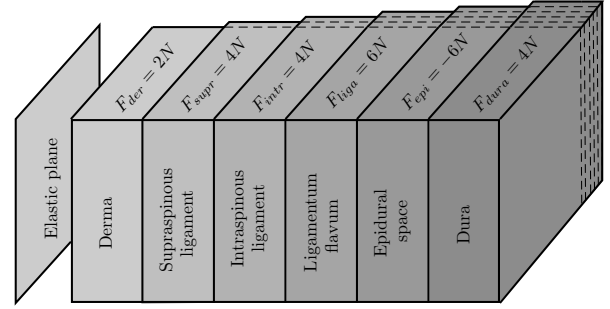 F_der = 2N
F_supr = 4N
F_intr = 4N
F_liga = 6N
F_epi = −6N
F_dura = 4N
Elastic plane
Derma
Supraspinous
ligament
Intraspinous
ligament
Ligamentum
flavum
Epidural
space
Dura